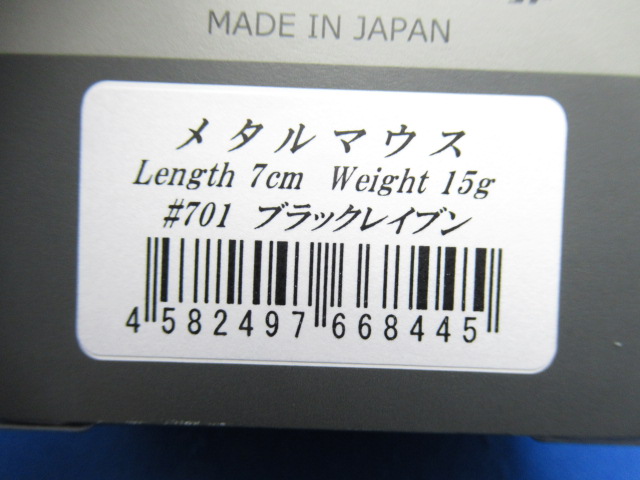 MADE IN JAPAN
メタルマウス
Length 7cm Weight 15g
#701 ブラックレイブン
4 582497 668445